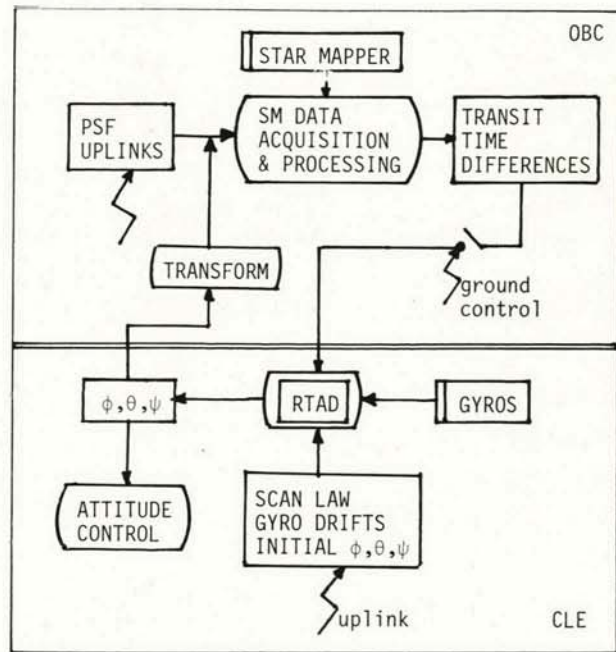 OBC
STAR MAPPER
PSF
UPLINKS
SM DATA
ACQUISITION
& PROCESSING
TRANSIT
TIME
DIFFERENCES
TRANSFORM
ground
control
φ,θ,ψ
RTAD
GYROS
ATTITUDE
CONTROL
SCAN LAW
GYRO DRIFTS
INITIAL φ,θ,ψ
uplink
CLE